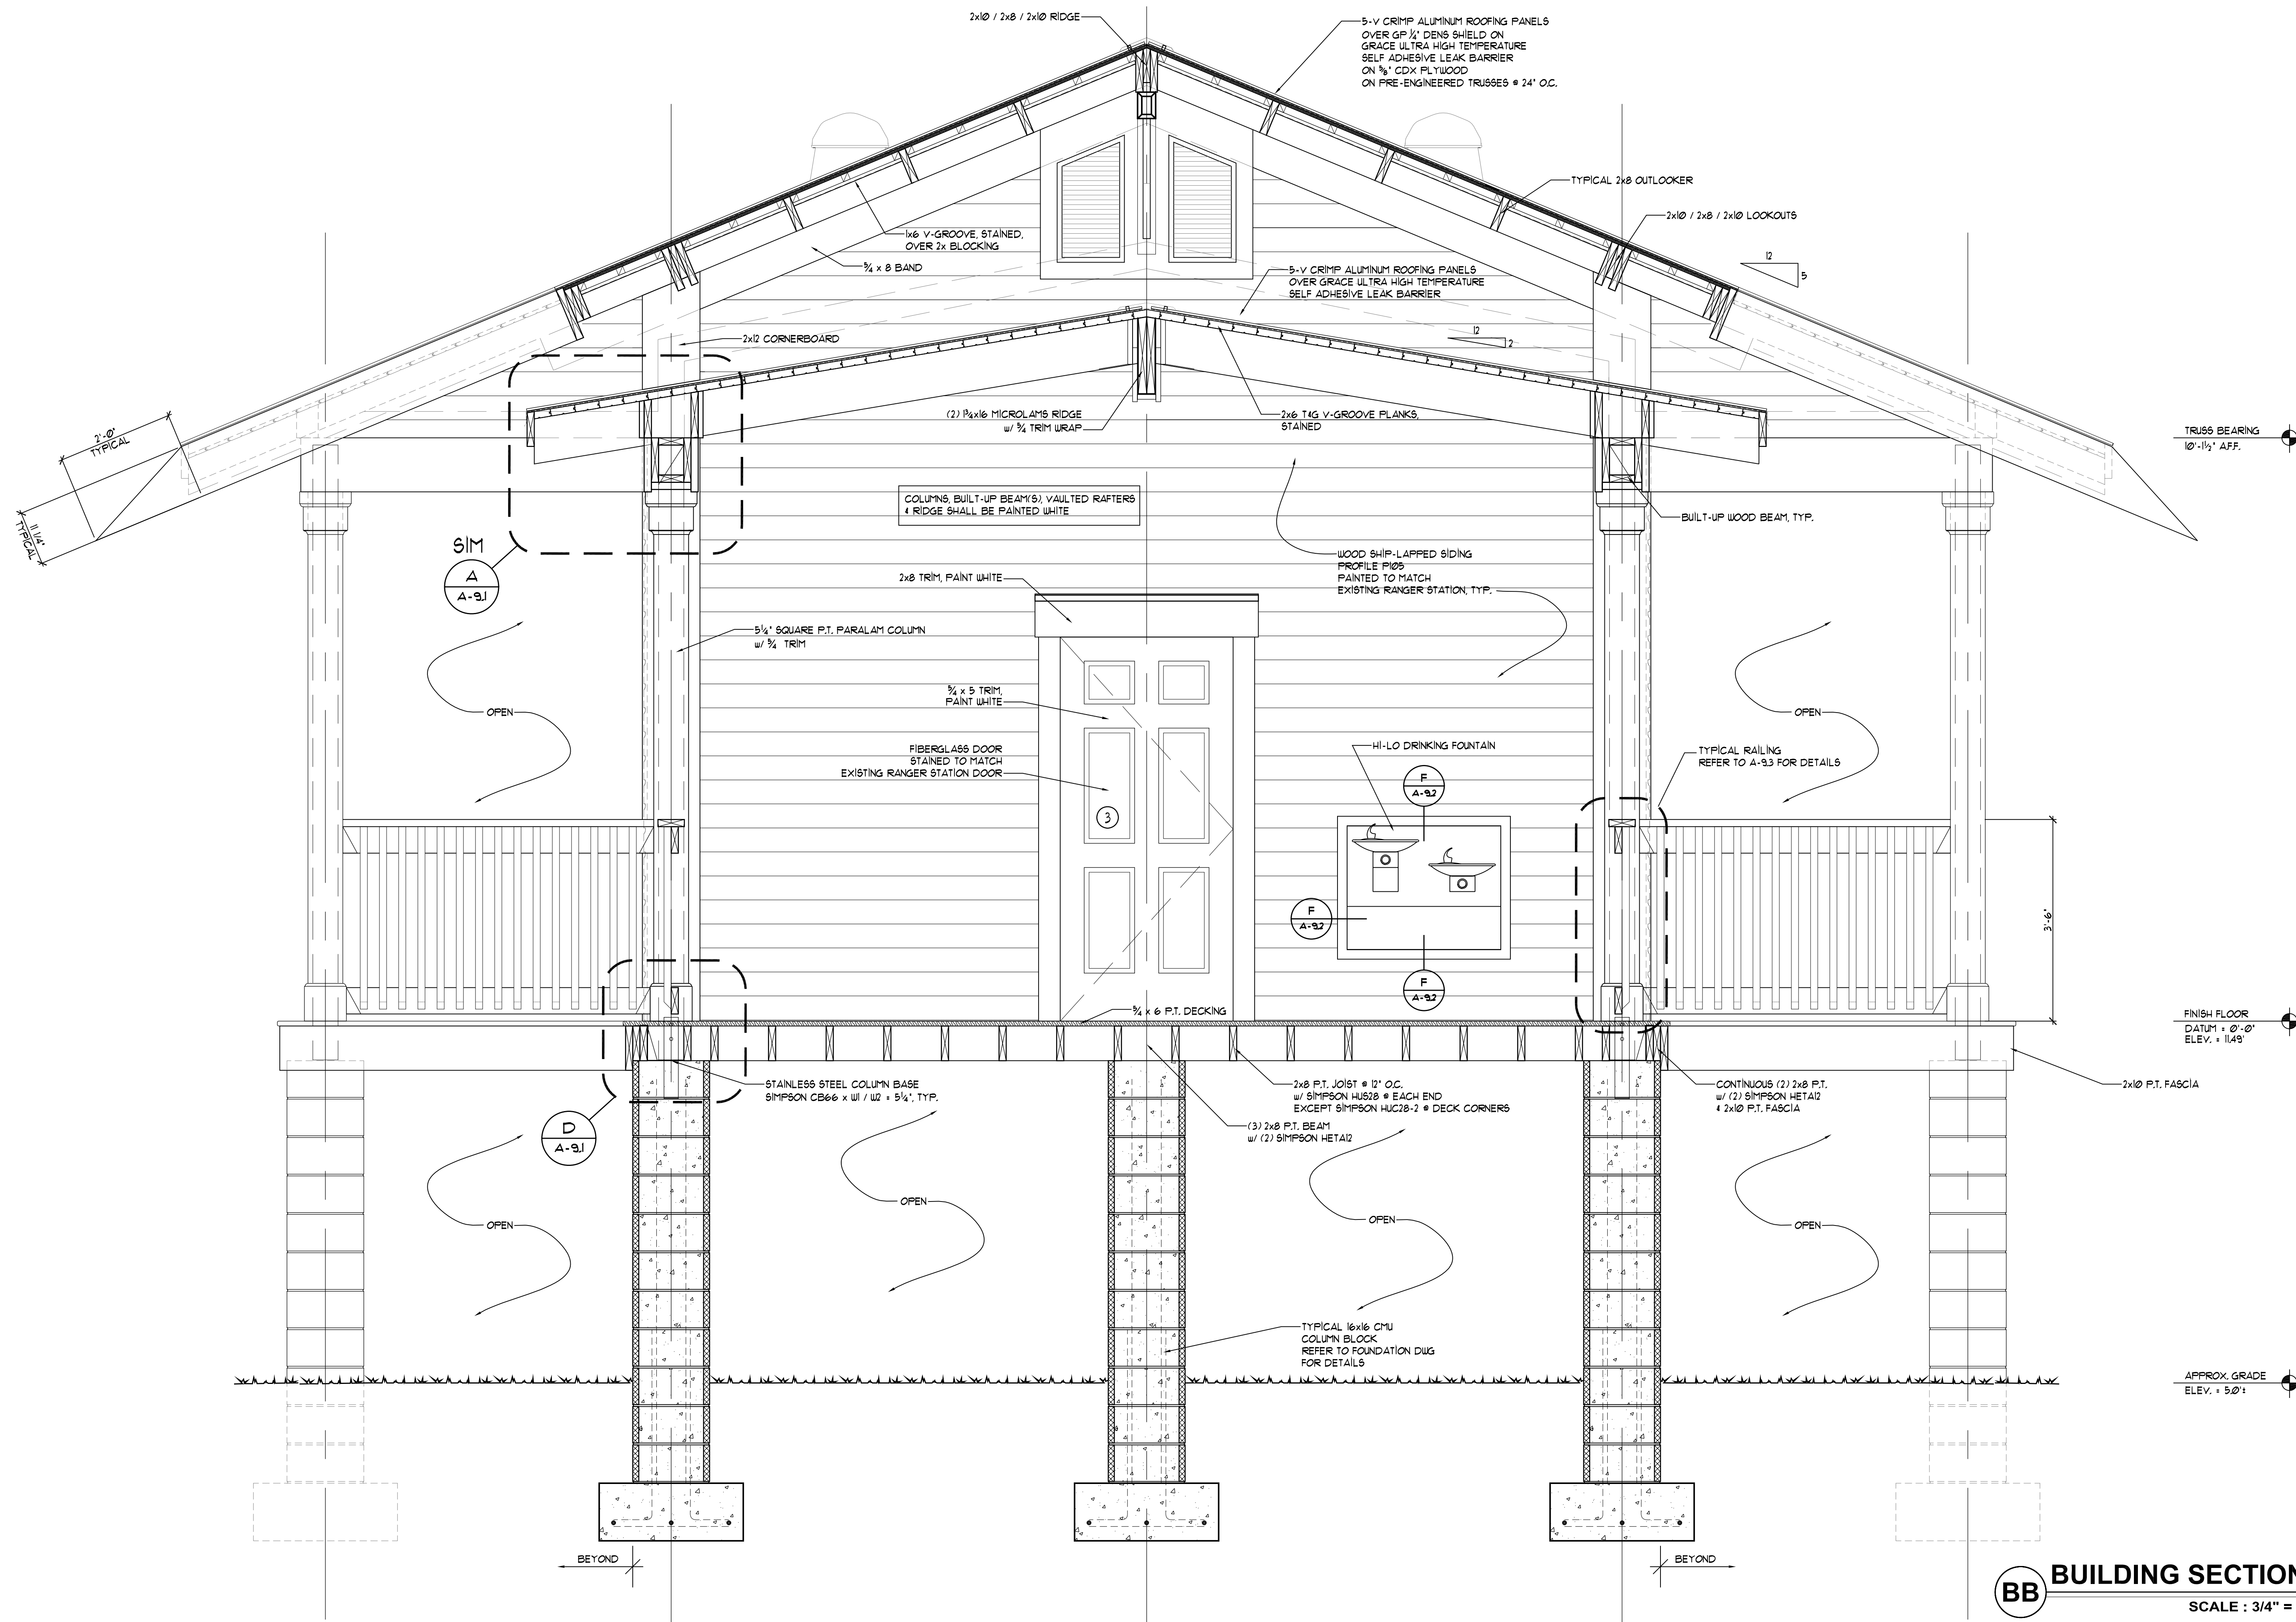 2x10 / 2x8 / 2x10 RIDGE
5-V CRIMP ALUMINUM ROOFING PANELS
OVER GP ¼" DENS SHIELD ON
GRACE ULTRA HIGH TEMPERATURE
SELF ADHESIVE LEAK BARRIER
ON ⅝" CDX PLYWOOD
ON PRE-ENGINEERED TRUSSES @ 24" O.C.
TYPICAL 2x8 OUTLOOKER
2x10 / 2x8 / 2x10 LOOKOUTS
1x6 V-GROOVE, STAINED,
OVER 2x BLOCKING
5/4 x 8 BAND
12
5
5-V CRIMP ALUMINUM ROOFING PANELS
OVER GRACE ULTRA HIGH TEMPERATURE
SELF ADHESIVE LEAK BARRIER
2x12 CORNERBOARD
12
2
(2) 1¾x16 MICROLAMS RIDGE
w/ 5/4 TRIM WRAP
2x6 T&G V-GROOVE PLANKS,
STAINED
2'-0"
TYPICAL
11 1/4"
TYPICAL
TRUSS BEARING
10'-1½" A.F.F.
COLUMNS, BUILT-UP BEAM(S), VAULTED RAFTERS
& RIDGE SHALL BE PAINTED WHITE
BUILT-UP WOOD BEAM, TYP.
SIM
A
A-9.1
WOOD SHIP-LAPPED SIDING
PROFILE P105
PAINTED TO MATCH
EXISTING RANGER STATION, TYP.
2x8 TRIM, PAINT WHITE
5¼" SQUARE P.T. PARALAM COLUMN
w/ 5/4 TRIM
5/4 x 5 TRIM,
PAINT WHITE
OPEN
OPEN
FIBERGLASS DOOR
STAINED TO MATCH
EXISTING RANGER STATION DOOR
HI-LO DRINKING FOUNTAIN
TYPICAL RAILING
REFER TO A-9.3 FOR DETAILS
F
A-9.2
3
F
A-9.2
3'-6"
F
A-9.2
5/4 x 6 P.T. DECKING
FINISH FLOOR
DATUM = 0'-0"
ELEV. = 11.49'
STAINLESS STEEL COLUMN BASE
SIMPSON CB66 x W1 / W2 = 5¼", TYP.
2x8 P.T. JOIST @ 12" O.C.
w/ SIMPSON HUS28 @ EACH END
EXCEPT SIMPSON HUC28-2 @ DECK CORNERS
CONTINUOUS (2) 2x8 P.T.
w/ (2) SIMPSON HETA12
& 2x10 P.T. FASCIA
2x10 P.T. FASCIA
D
A-9.1
(3) 2x8 P.T. BEAM
w/ (2) SIMPSON HETA12
OPEN
OPEN
OPEN
OPEN
TYPICAL 16x16 CMU
COLUMN BLOCK
REFER TO FOUNDATION DWG
FOR DETAILS
APPROX. GRADE
ELEV. = 5.0'±
BEYOND
BEYOND
BB
BUILDING SECTION
SCALE : 3/4" =